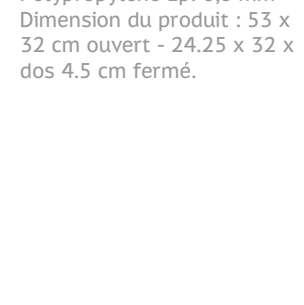 Dimension du produit : 53 x
32 cm ouvert - 24.25 x 32 x
dos 4.5 cm fermé.